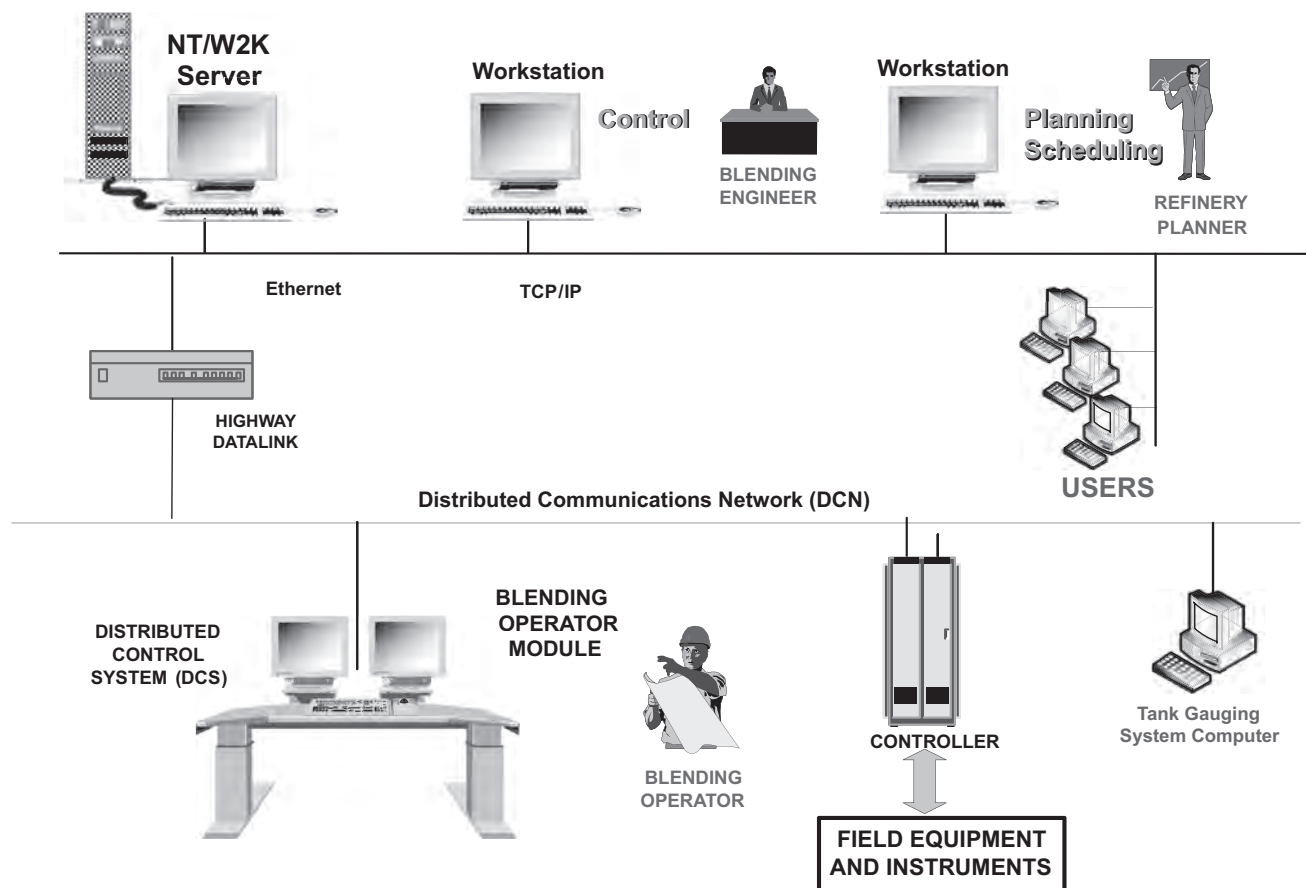 NT/W2K
Server
Workstation
Control
BLENDING
ENGINEER
Workstation
Planning
Scheduling
REFINERY
PLANNER
Ethernet
TCP/IP
HIGHWAY
DATALINK
USERS
Distributed Communications Network (DCN)
DISTRIBUTED
CONTROL
SYSTEM (DCS)
BLENDING
OPERATOR
MODULE
BLENDING
OPERATOR
CONTROLLER
Tank Gauging
System Computer
FIELD EQUIPMENT
AND INSTRUMENTS